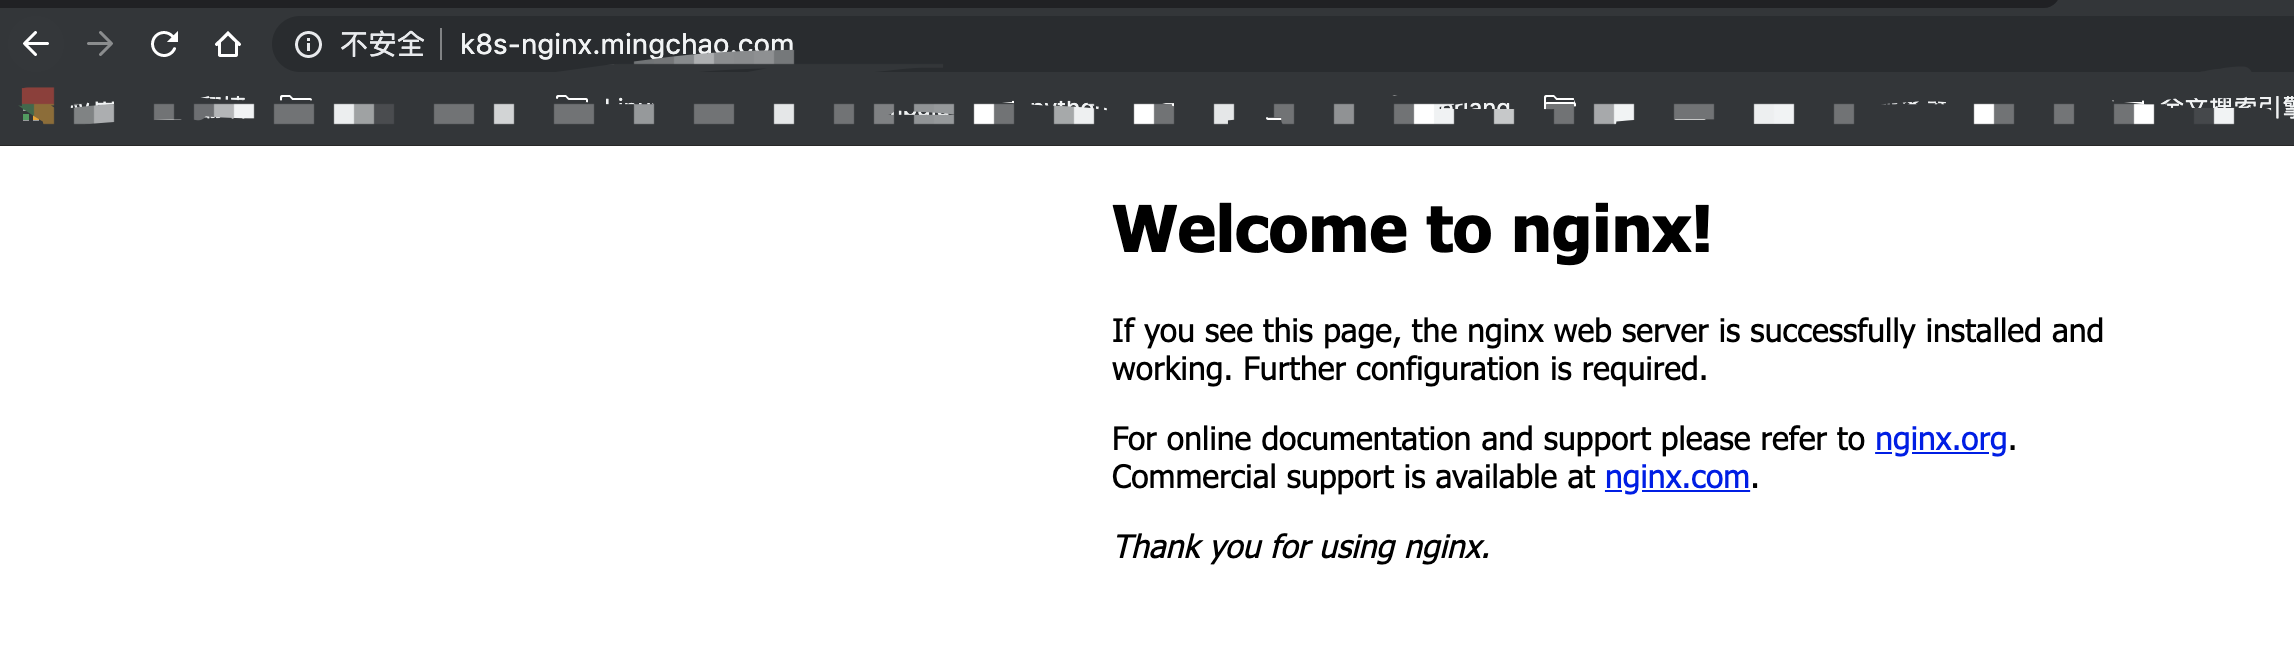 不安全 k8s-nginx.mingchao.com
Welcome to nginx!
If you see this page, the nginx web server is successfully installed and
working. Further configuration is required.
For online documentation and support please refer to nginx.org.
Commercial support is available at nginx.com.
Thank you for using nginx.